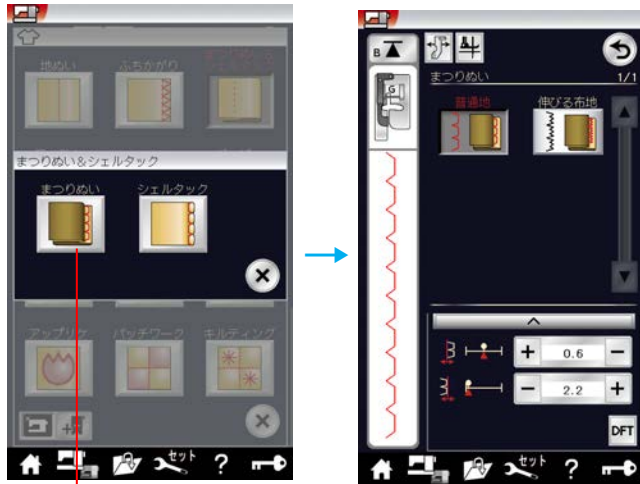 地ぬい
ふちかがり
まつりぬい&シェルタック
まつりぬい
シェルタック
アップリケ
パッチワーク
キルティング
セット
?
B
G
まつりぬい
1/1
普通地
伸びる布地
+ 0.6 −
− 2.2 +
DFT
セット
?